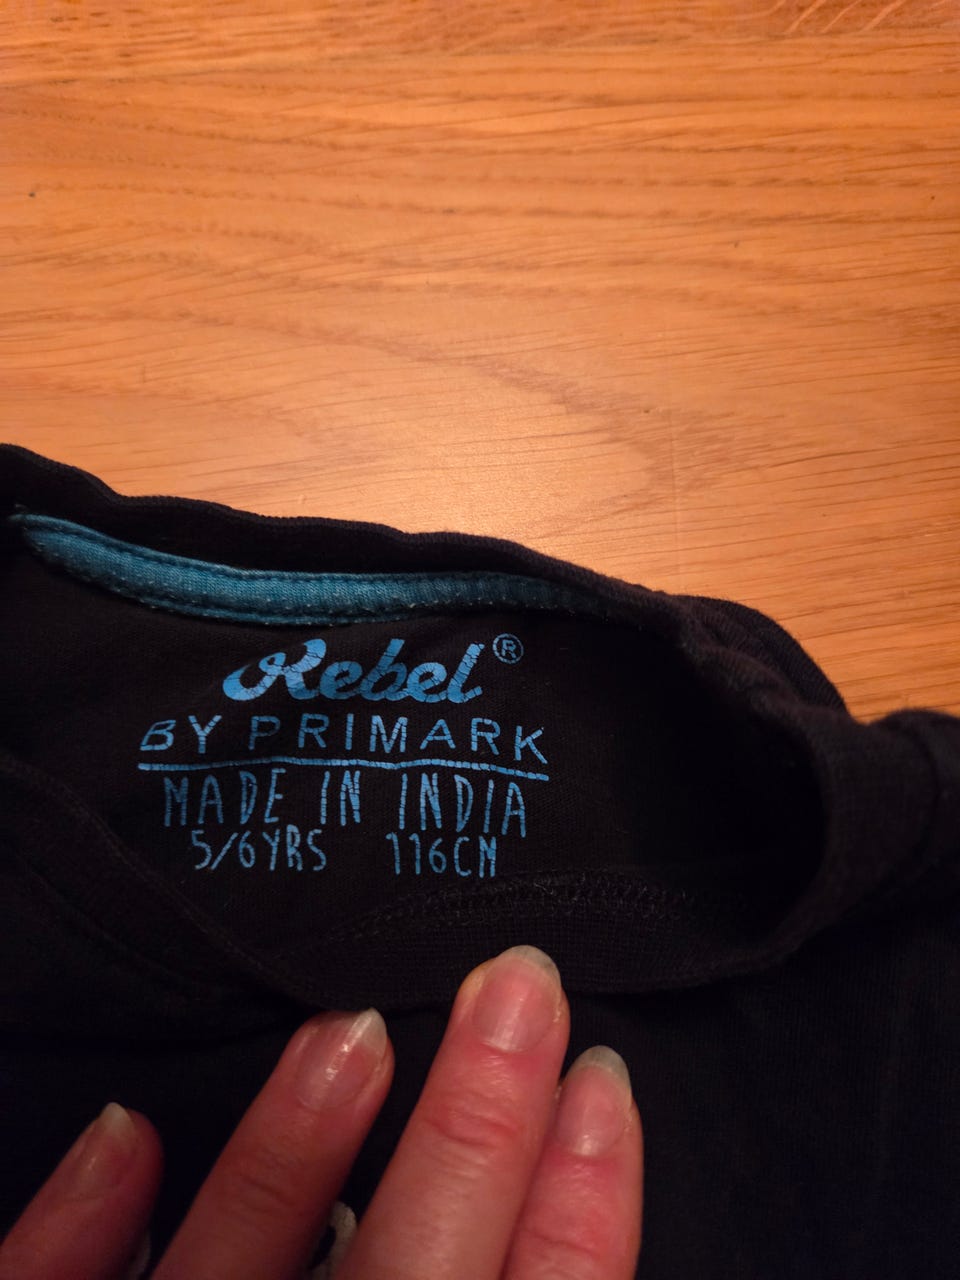 Rebel®
BY PRIMARK
MADE IN INDIA
5/6YRS 116CM